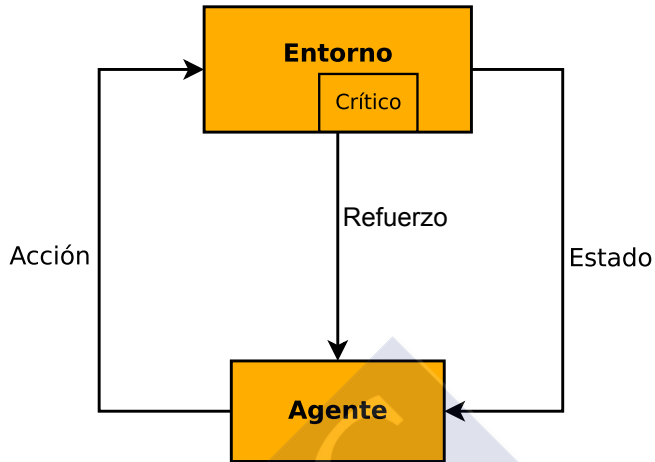 Entorno
Crítico
Refuerzo
Acción
Estado
Agente